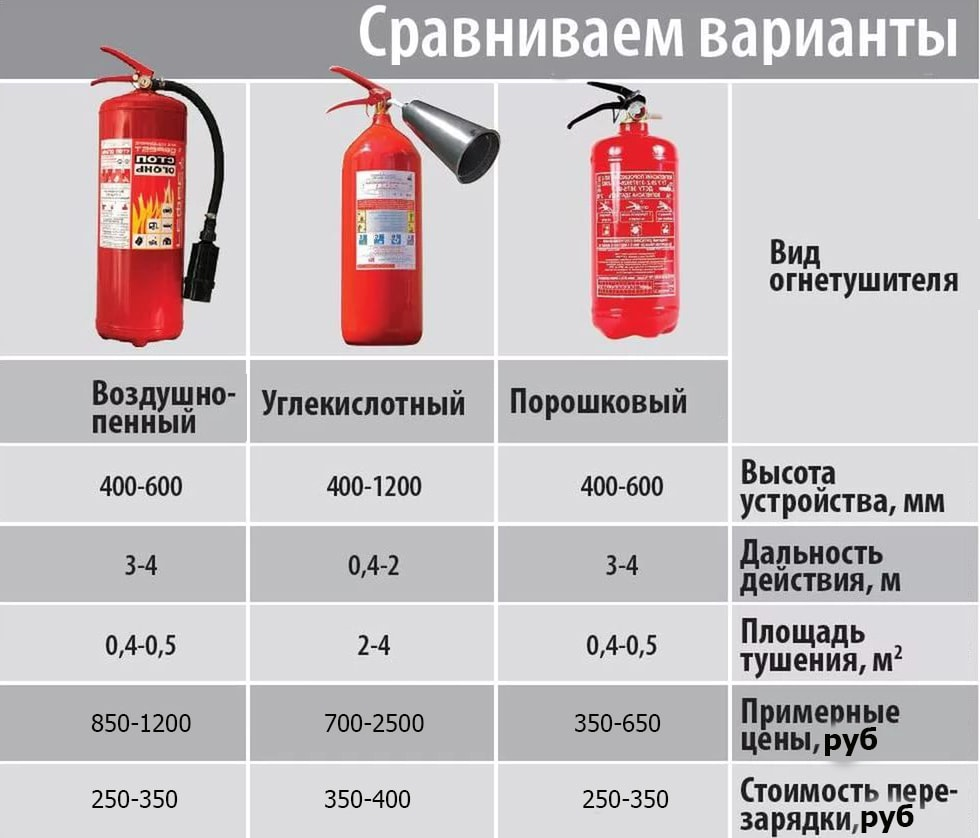 Сравниваем варианты
ОГОНЬ
СТОП
Вид
огнетушителя
Воздушно-
пенный
Углекислотный
Порошковый
400-600
400-1200
400-600
Высота
устройства, мм
3-4
0,4-2
3-4
Дальность
действия, м
0,4-0,5
2-4
0,4-0,5
Площадь
тушения, м²
850-1200
700-2500
350-650
Примерные
цены, руб
250-350
350-400
250-350
Стоимость пере-
зарядки, руб